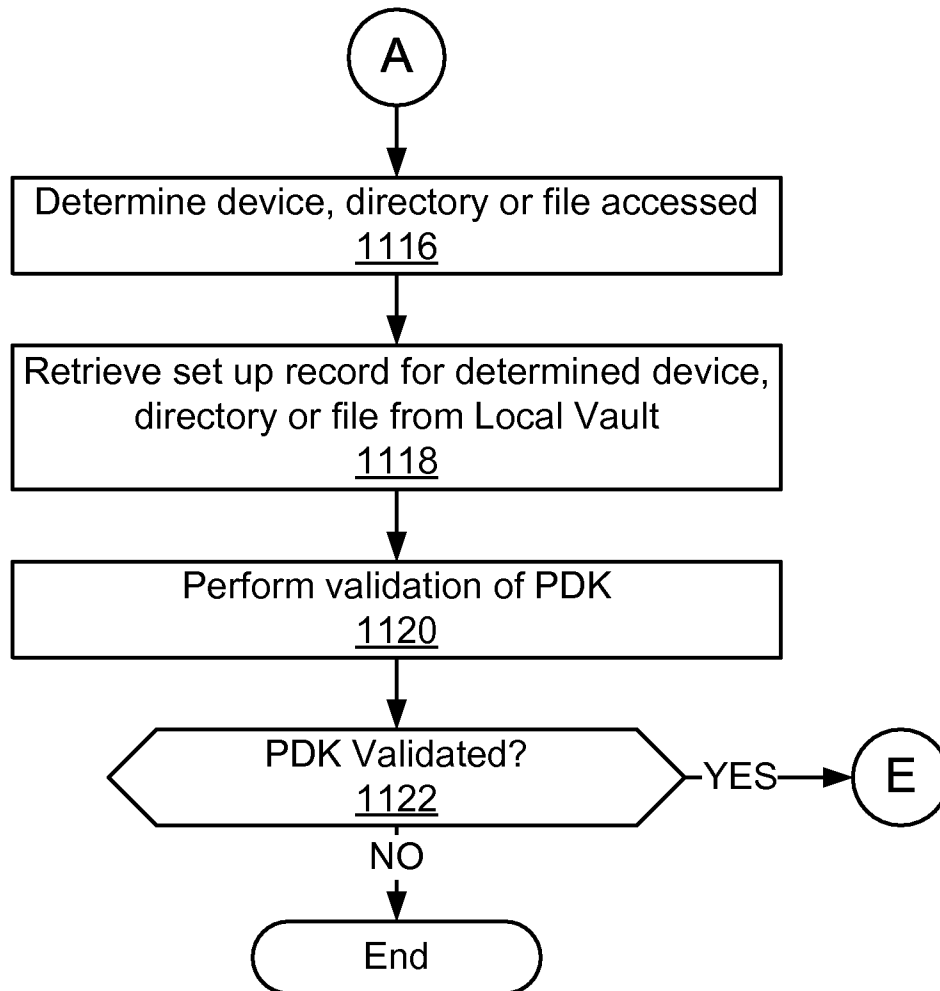 A
Determine device, directory or file accessed
1116
Retrieve set up record for determined device,
directory or file from Local Vault
1118
Perform validation of PDK
1120
PDK Validated?
1122
YES
E
NO
End